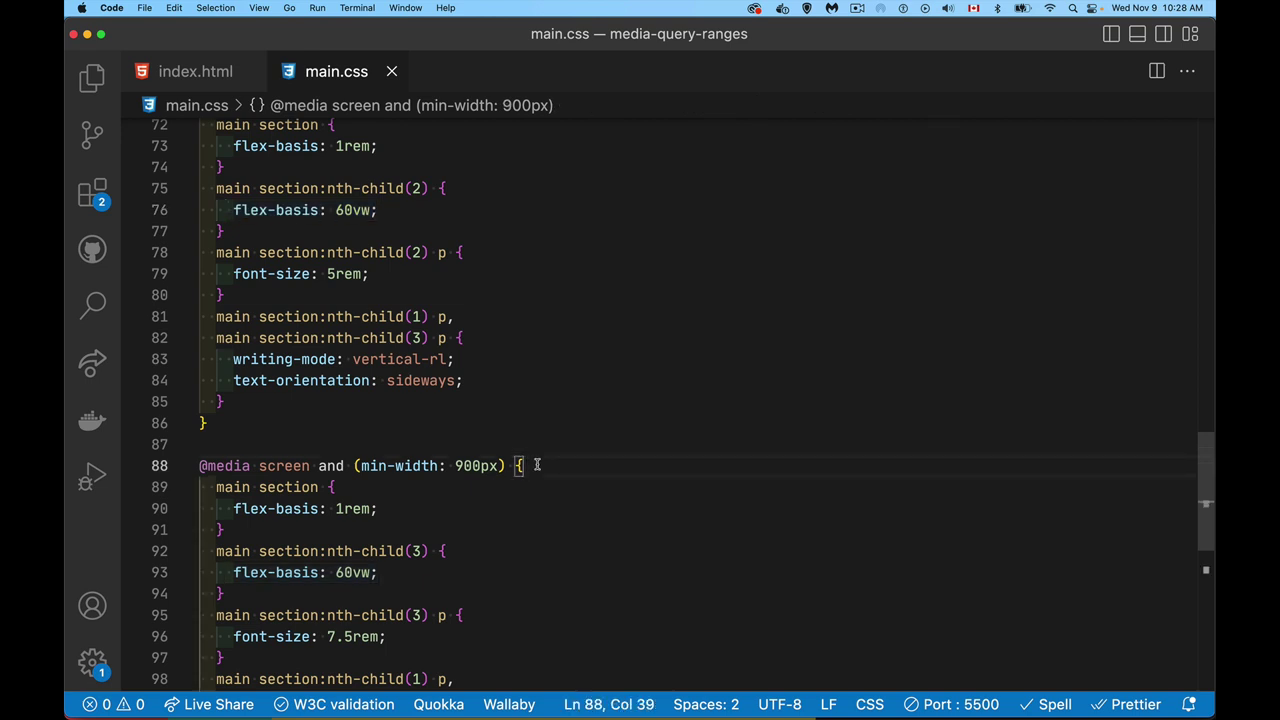 Code File Edit Selection View Go Run Terminal Window Help Wed Nov 9 10:28 AM
main.css — media-query-ranges
index.html main.css
main.css > {} @media screen and (min-width: 900px)
72 main section {
73 flex-basis: 1rem;
74 }
75 main section:nth-child(2) {
76 flex-basis: 60vw;
77 }
78 main section:nth-child(2) p {
79 font-size: 5rem;
80 }
81 main section:nth-child(1) p,
82 main section:nth-child(3) p {
83 writing-mode: vertical-rl;
84 text-orientation: sideways;
85 }
86 }
87
88 @media screen and (min-width: 900px) {
89 main section {
90 flex-basis: 1rem;
91 }
92 main section:nth-child(3) {
93 flex-basis: 60vw;
94 }
95 main section:nth-child(3) p {
96 font-size: 7.5rem;
97 }
98 main section:nth-child(1) p,
2
1
0 0 Live Share W3C validation Quokka Wallaby Ln 88, Col 39 Spaces: 2 UTF-8 LF CSS Port : 5500 Spell Prettier